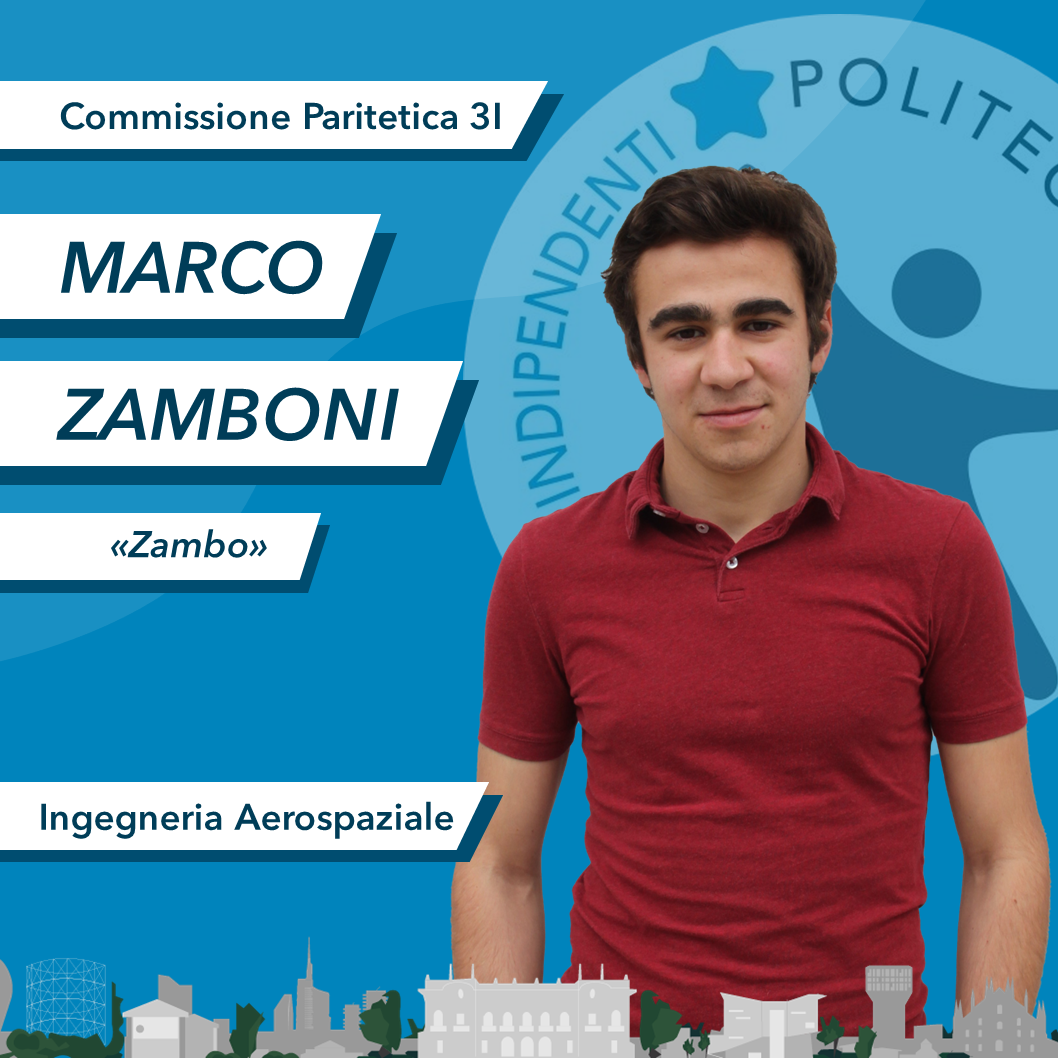 Commissione Paritetica 3I
MARCO
ZAMBONI
«Zambo»
Ingegneria Aerospaziale
INDIPENDENTI
POLITEC